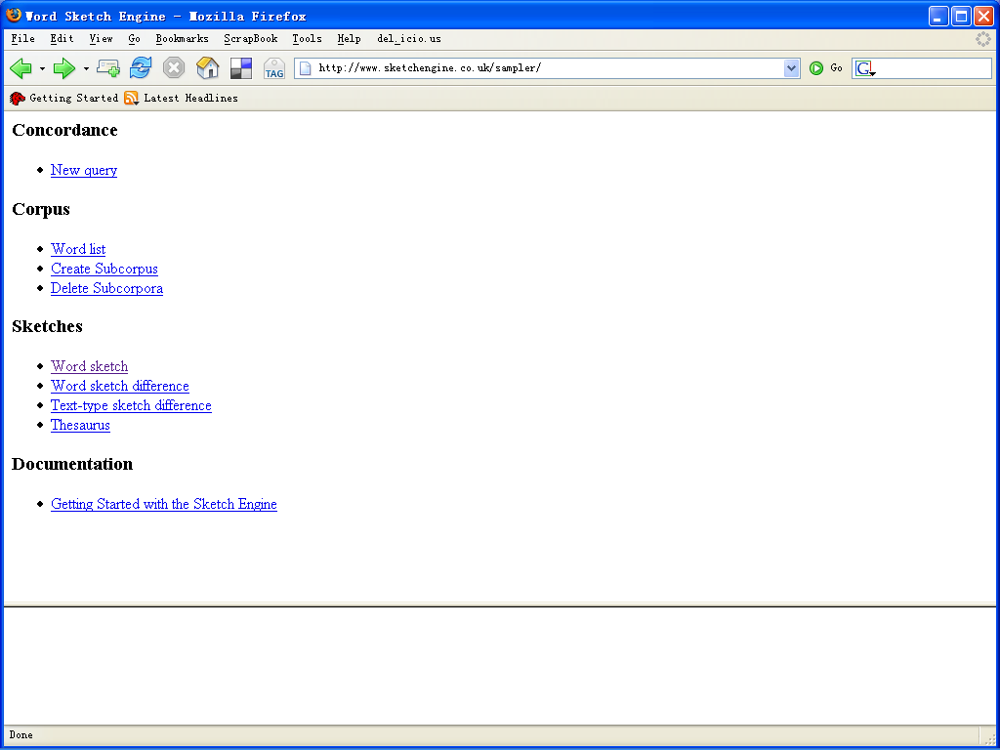 Word Sketch Engine - Mozilla Firefox
File Edit View Go Bookmarks ScrapBook Tools Help del_icio.us
TAG http://www.sketchengine.co.uk/sampler/ Go G
Getting Started Latest Headlines
Concordance
New query
Corpus
Word list
Create Subcorpus
Delete Subcorpora
Sketches
Word sketch
Word sketch difference
Text-type sketch difference
Thesaurus
Documentation
Getting Started with the Sketch Engine
Done